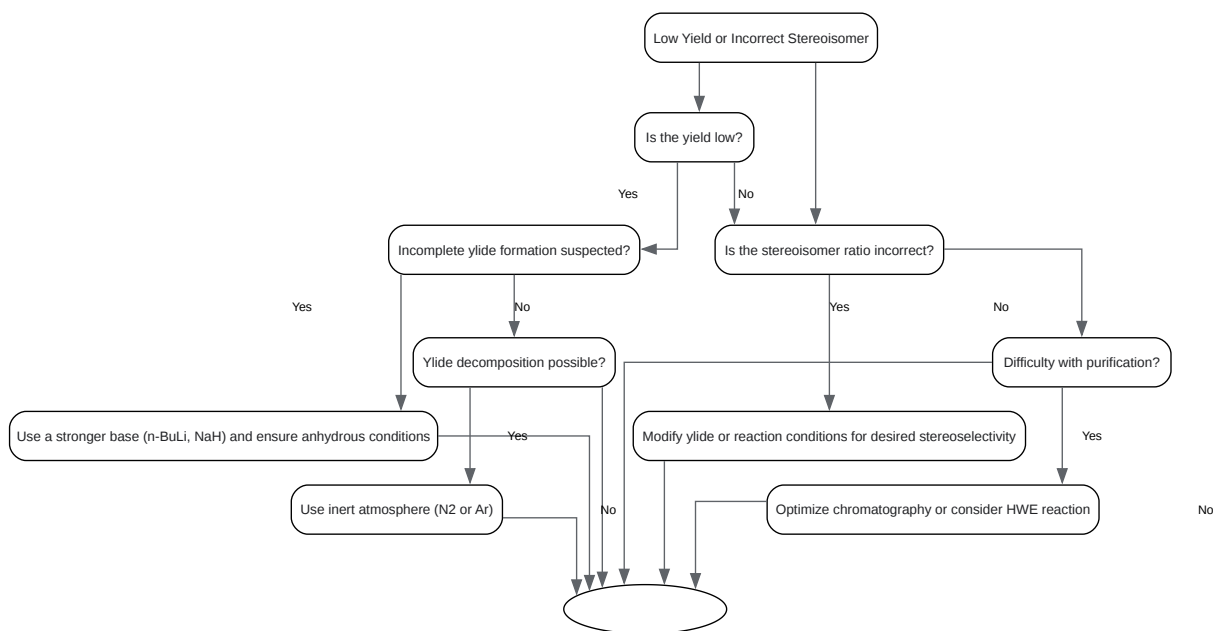 Low Yield or Incorrect Stereoisomer
Is the yield low?
Yes
No
Incomplete ylide formation suspected?
Is the stereoisomer ratio incorrect?
Yes
No
Yes
No
Ylide decomposition possible?
Difficulty with purification?
Use a stronger base (n-BuLi, NaH) and ensure anhydrous conditions
Yes
Modify ylide or reaction conditions for desired stereoselectivity
Yes
Use inert atmosphere (N2 or Ar)
No
Optimize chromatography or consider HWE reaction
No